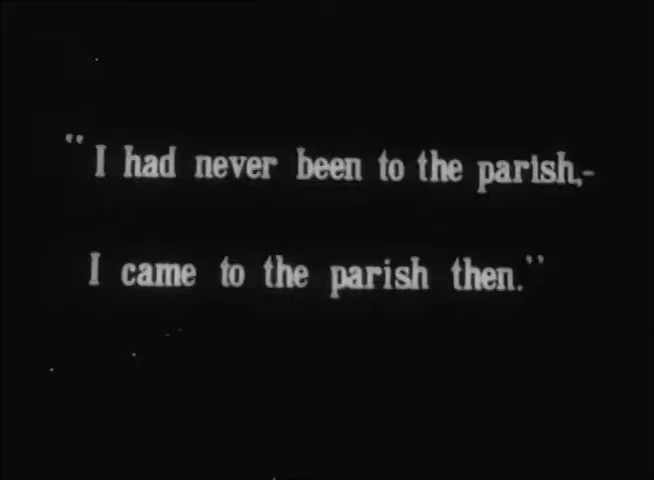 "I had never been to the parish,-
I came to the parish then."